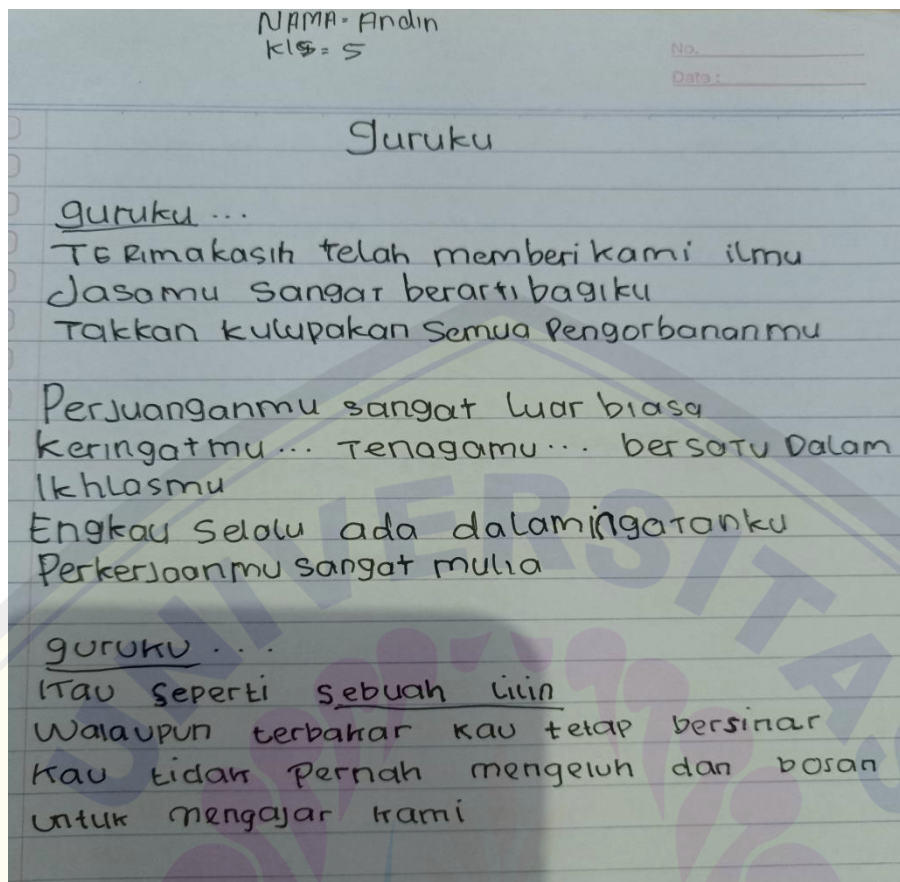 NAMA = Andin
Kls = 5
No.
Date :
guruku
guruku ...
TERimakasih telah memberi kami ilmu
Jasamu sangat berarti bagiku
Takkan kulupakan semua Pengorbananmu
Perjuanganmu sangat luar biasa
keringatmu... Tenagamu... bersatu Dalam
Ikhlasmu
Engkau selalu ada dalamingatanku
Perkerjaanmu sangat mulia
guruku ...
Kau seperti sebuah lilin
Walaupun terbakar kau tetap bersinar
Kau tidak pernah mengeluh dan bosan
untuk mengajar kami
UNIVERSITAS